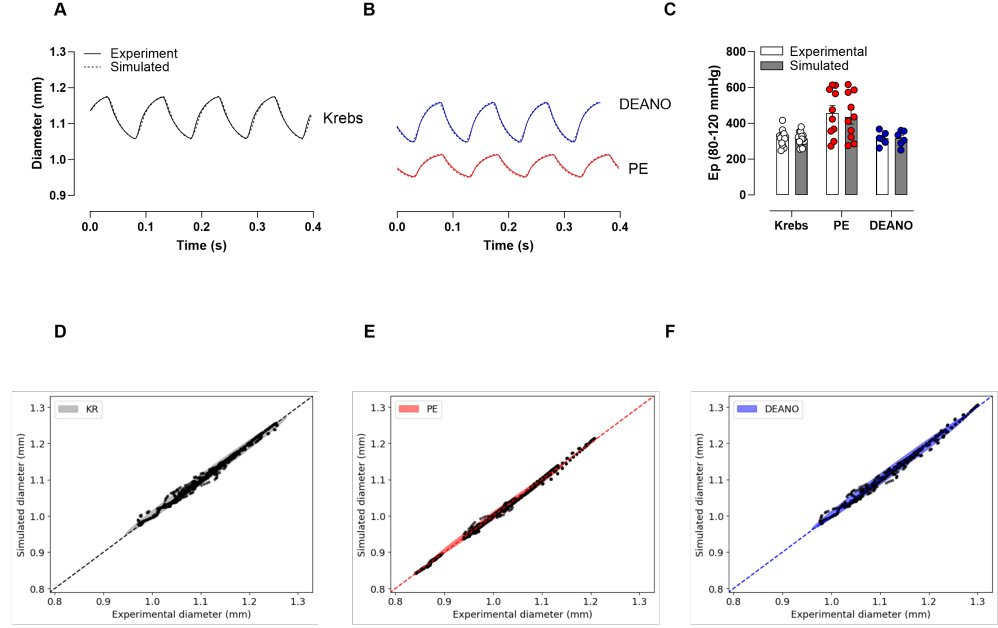 A
B
C
1.3
1.2
1.1
1.0
0.9
Diameter (mm)
Experiment
Simulated
Krebs
0.0
0.1
0.2
0.3
0.4
Time (s)
DEANO
PE
0.0
0.1
0.2
0.3
0.4
Time (s)
800
600
400
200
0
Ep (80-120 mmHg)
Experimental
Simulated
Krebs
PE
DEANO
D
E
F
1.3
1.2
1.1
1.0
0.9
0.8
Simulated diameter (mm)
KR
0.8
0.9
1.0
1.1
1.2
1.3
Experimental diameter (mm)
1.3
1.2
1.1
1.0
0.9
0.8
Simulated diameter (mm)
PE
0.8
0.9
1.0
1.1
1.2
1.3
Experimental diameter (mm)
1.3
1.2
1.1
1.0
0.9
0.8
Simulated diameter (mm)
DEANO
0.8
0.9
1.0
1.1
1.2
1.3
Experimental diameter (mm)